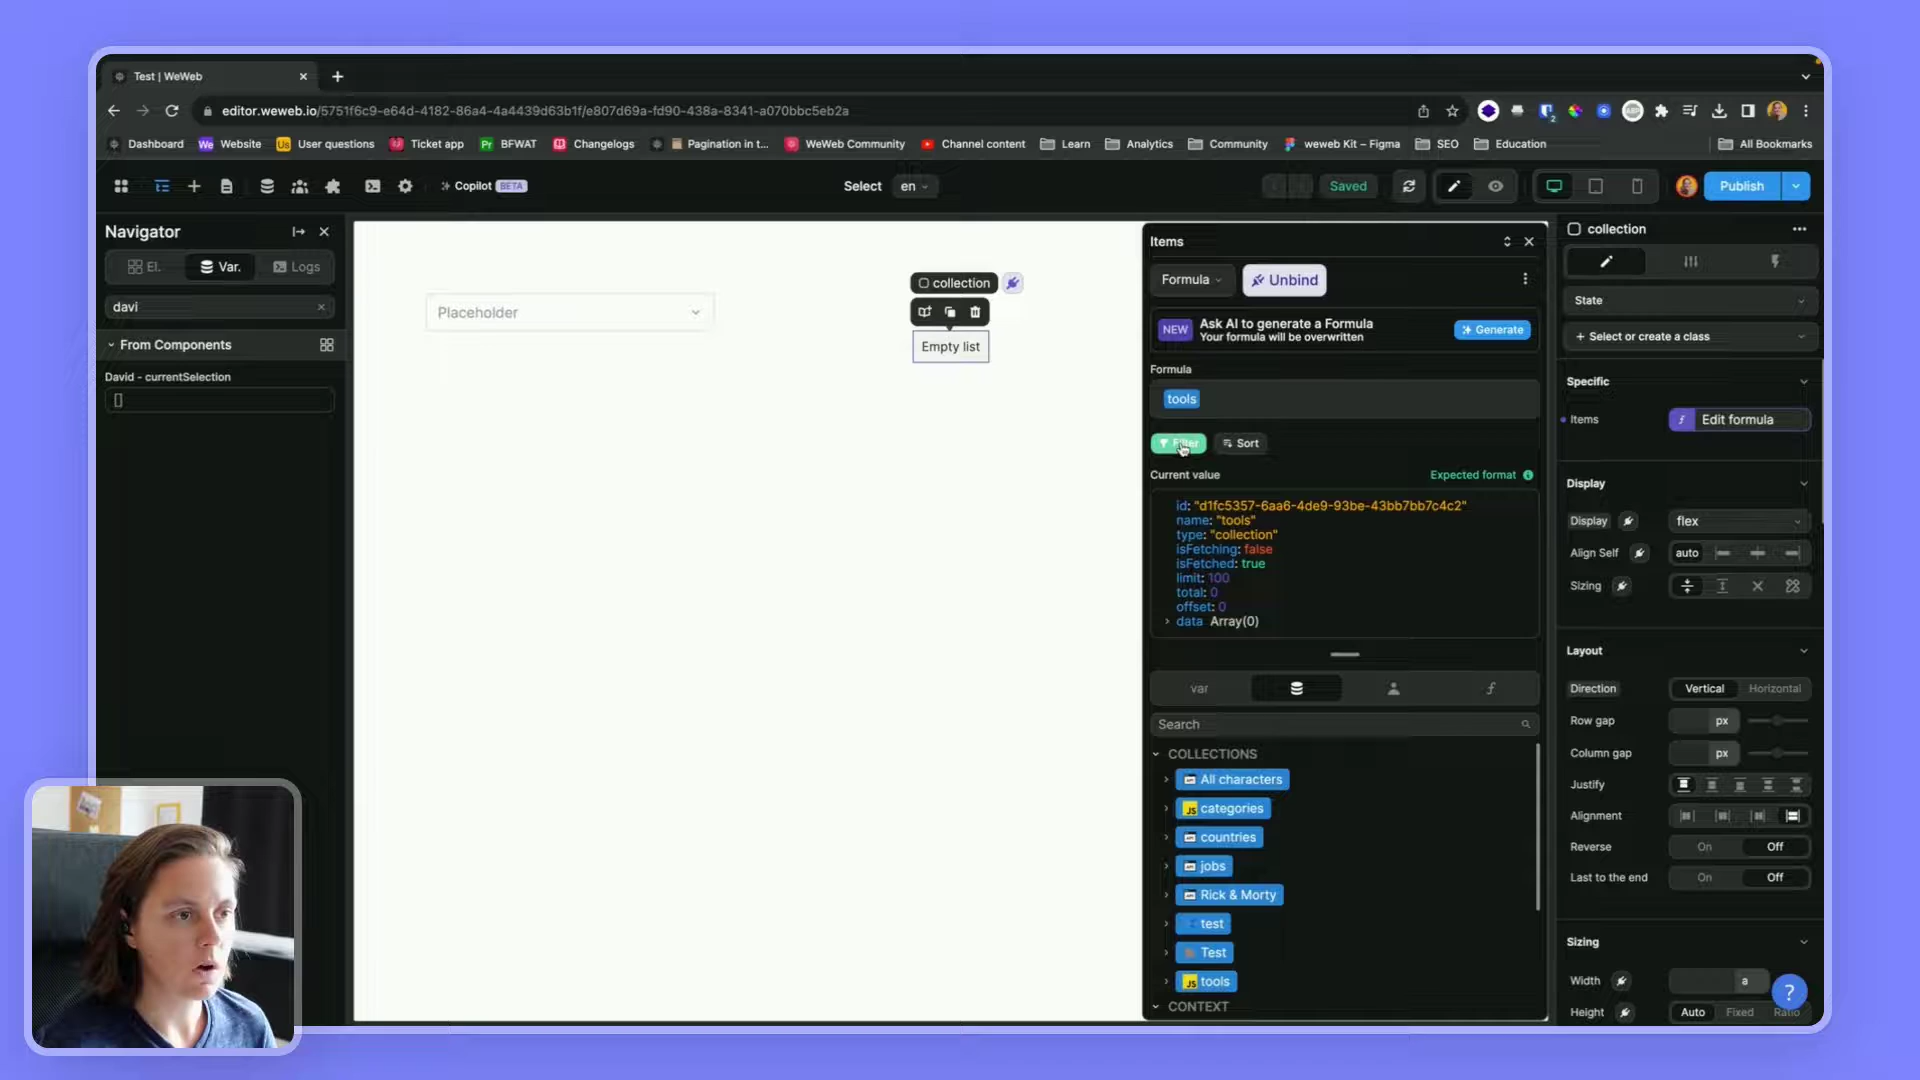 Test | WeWeb
editor.weweb.io/5751f6c9-e64d-4182-86a4-4a4439d63b1f/e807d69a-fd90-438a-8341-a070bbc5eb2a
Dashboard
We Website
Us User questions
Ticket app
Pr BFWAT
Changelogs
Pagination in t...
WeWeb Community
Channel content
Learn
Analytics
Community
weweb Kit – Figma
SEO
Education
All Bookmarks
Copilot BETA
Select
en
Saved
Publish
Navigator
El.
Var.
Logs
davi
From Components
David - currentSelection
[]
Placeholder
collection
Empty list
Items
Formula
Unbind
NEW
Ask AI to generate a Formula
Your formula will be overwritten
Generate
Formula
tools
Filter
Sort
Current value
Expected format
id: "d1fc5357-6aa6-4de9-93be-43bb7bb7c4c2"
name: "tools"
type: "collection"
isFetching: false
isFetched: true
limit: 100
total: 0
offset: 0
data Array(0)
var
Search
COLLECTIONS
All characters
JS categories
countries
jobs
Rick & Morty
test
Test
JS tools
CONTEXT
collection
State
+ Select or create a class
Specific
Items
f Edit formula
Display
Display
flex
Align Self
auto
Sizing
Layout
Direction
Vertical
Horizontal
Row gap
px
Column gap
px
Justify
Alignment
Reverse
On
Off
Last to the end
On
Off
Sizing
Width
a
Height
Auto
Fixed
Ratio
?